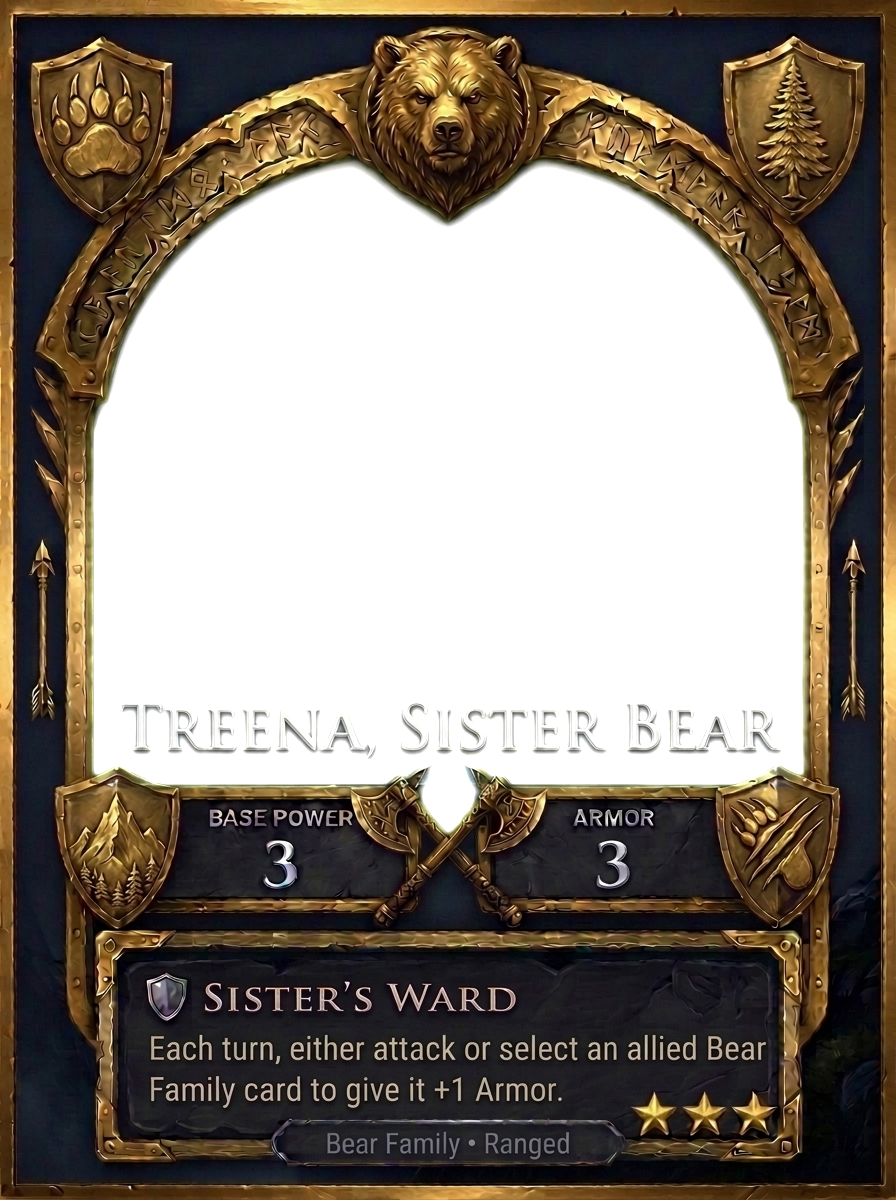 Treena, Sister Bear
BASE POWER
3
ARMOR
3
Sister's Ward
Each turn, either attack or select an allied Bear
Family card to give it +1 Armor.
Bear Family • Ranged